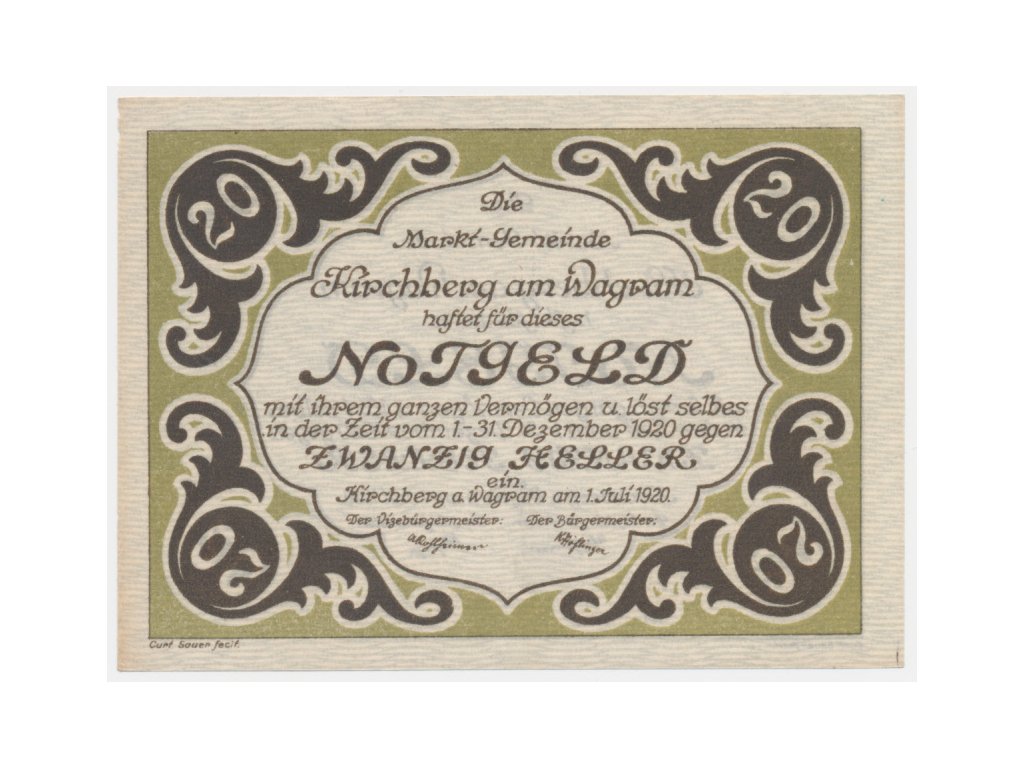 20
20
Die
Markt-Gemeinde
Kirchberg am Wagram
haftet für dieses
NOTGELD
mit ihrem ganzen Vermögen u. löst selbes
in der Zeit vom 1.-31. Dezember 1920 gegen
ZWANZIG HELLER
ein.
Kirchberg a. Wagram am 1. Juli 1920.
Der Vizebürgermeister: Der Bürgermeister:
20
20
Curt Sauer fecit.